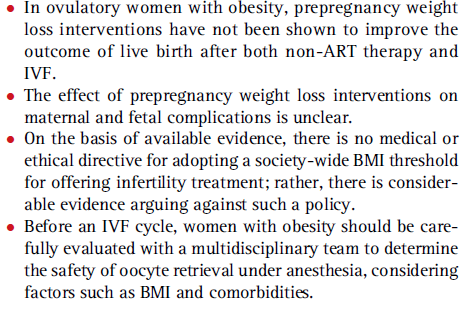 • In ovulatory women with obesity, prepregnancy weight
loss interventions have not been shown to improve the
outcome of live birth after both non-ART therapy and
IVF.
• The effect of prepregnancy weight loss interventions on
maternal and fetal complications is unclear.
• On the basis of available evidence, there is no medical or
ethical directive for adopting a society-wide BMI threshold
for offering infertility treatment; rather, there is consider-
able evidence arguing against such a policy.
• Before an IVF cycle, women with obesity should be care-
fully evaluated with a multidisciplinary team to determine
the safety of oocyte retrieval under anesthesia, considering
factors such as BMI and comorbidities.